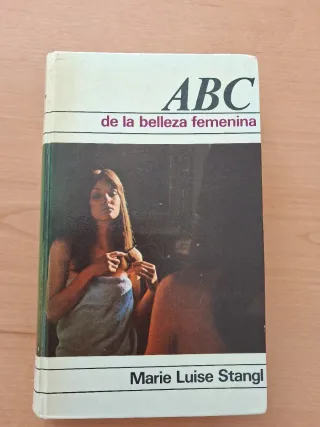 ABC
de la belleza femenina
Marie Luise Stangl